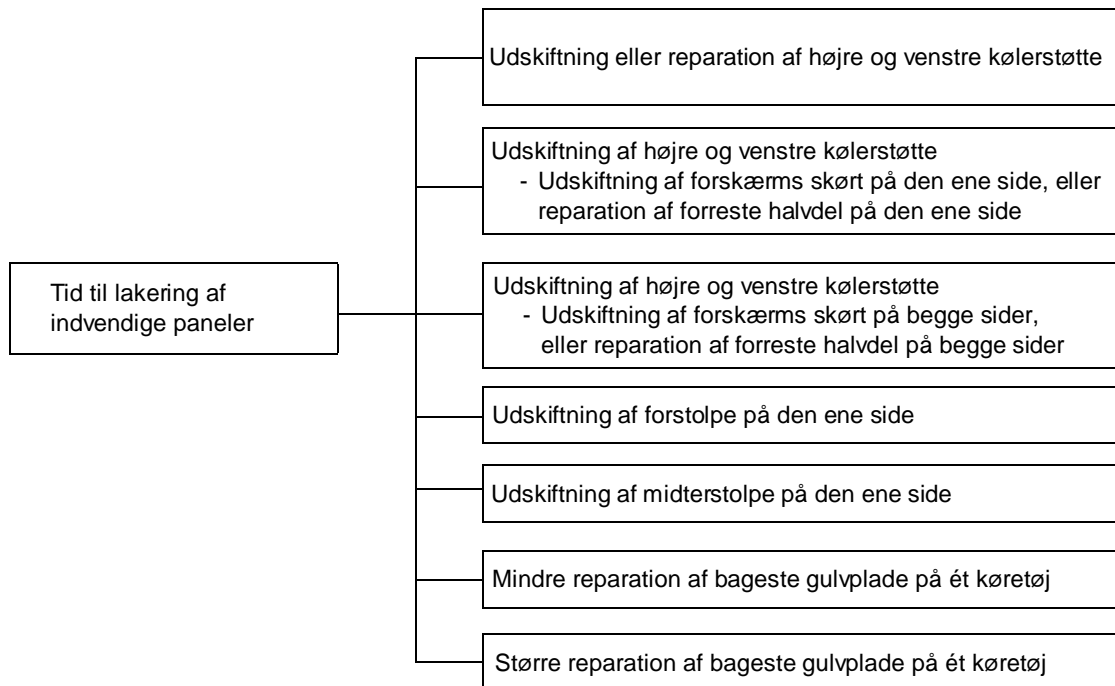 Udskiftning eller reparation af højre og venstre kølerstøtte
Udskiftning af højre og venstre kølerstøtte
- Udskiftning af forskærms skørt på den ene side, eller
reparation af forreste halvdel på den ene side
Tid til lakering af
indvendige paneler
Udskiftning af højre og venstre kølerstøtte
- Udskiftning af forskærms skørt på begge sider,
eller reparation af forreste halvdel på begge sider
Udskiftning af forstolpe på den ene side
Udskiftning af midterstolpe på den ene side
Mindre reparation af bageste gulvplade på ét køretøj
Større reparation af bageste gulvplade på ét køretøj